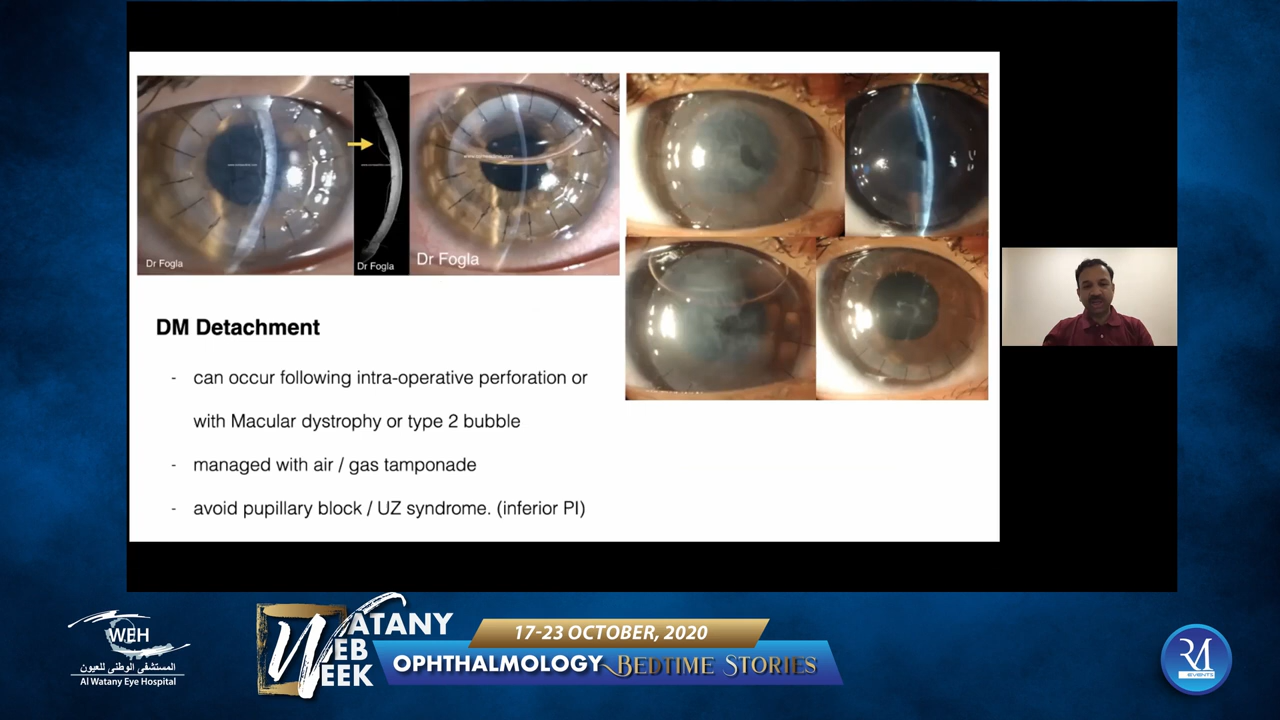 Dr Fogla
Dr Fogla
Dr Fogla
DM Detachment
- can occur following intra-operative perforation or
with Macular dystrophy or type 2 bubble
- managed with air / gas tamponade
- avoid pupillary block / UZ syndrome. (inferior PI)
WEH
المستشفى الوطني للعيون
Al Watany Eye Hospital
WATANY
WEB
WEEK
17-23 OCTOBER, 2020
OPHTHALMOLOGY BEDTIME STORIES
RM
EVENTS